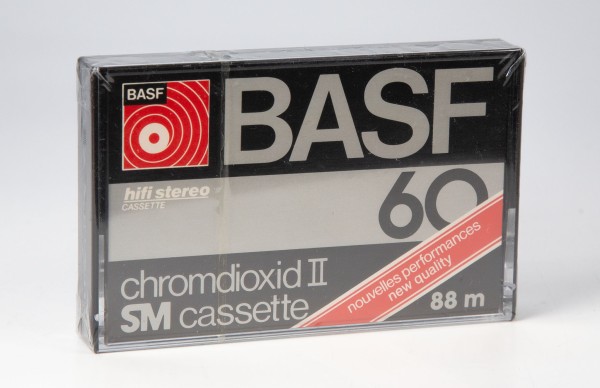 BASF
BASF
hifi stereo
CASSETTE
60
chromdioxid II
SM cassette
nouvelles performances
new quality
88 m